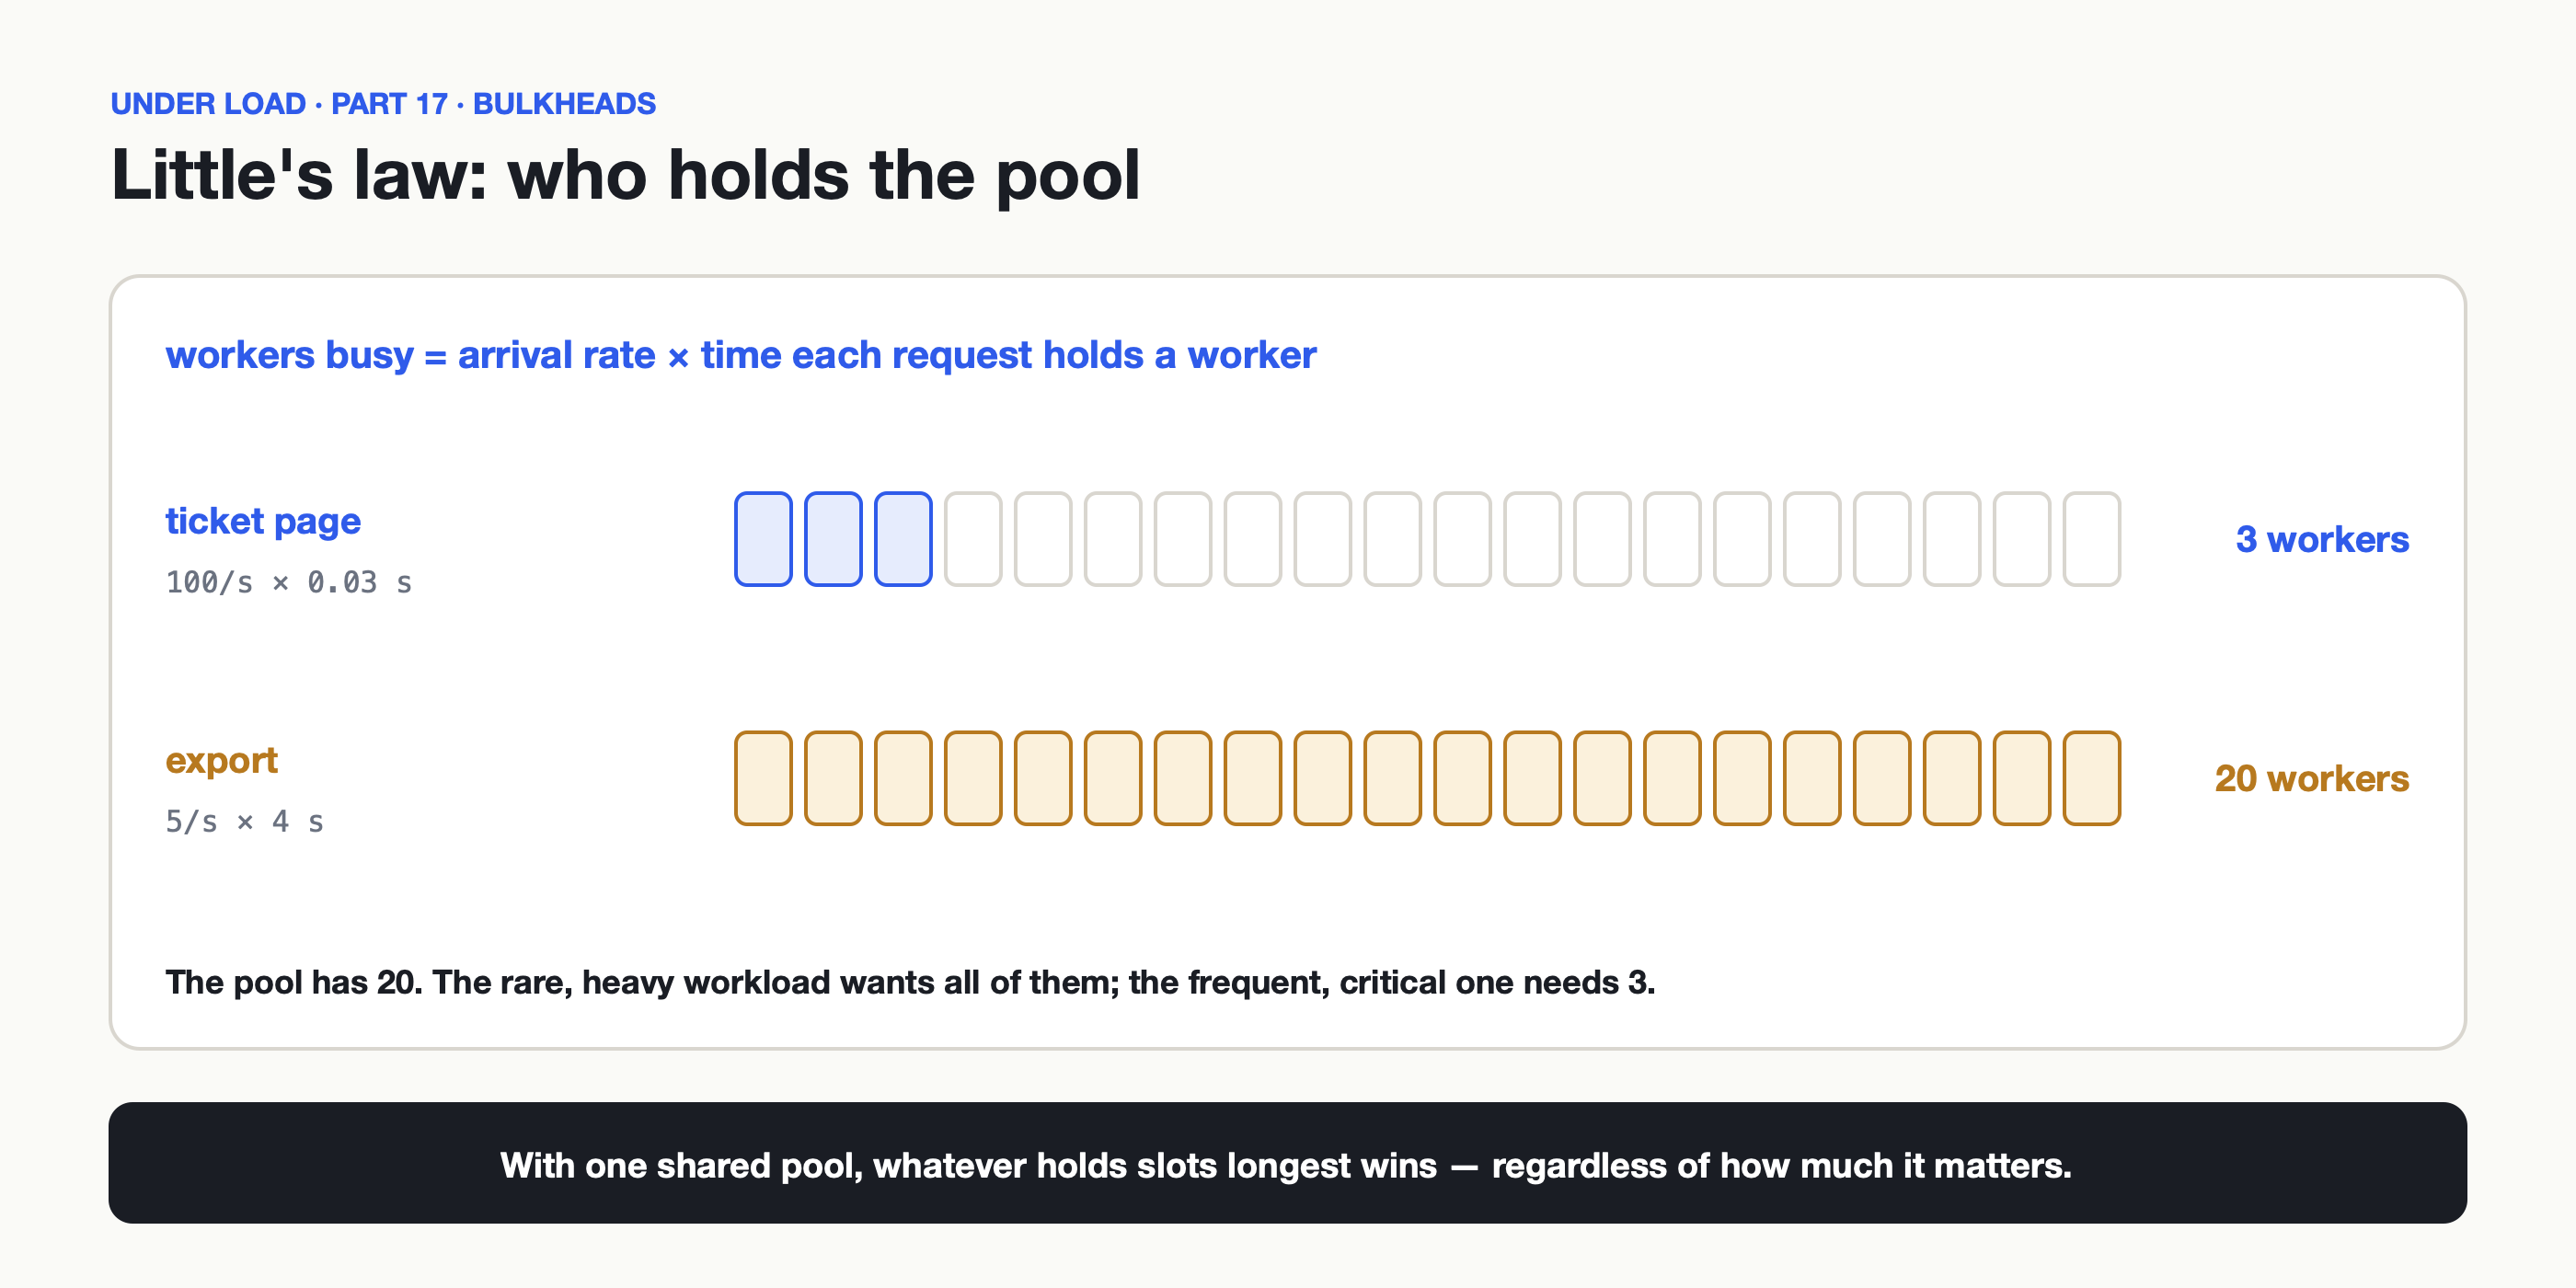 UNDER LOAD · PART 17 · BULKHEADS
Little's law: who holds the pool
workers busy = arrival rate × time each request holds a worker
ticket page
100/s × 0.03 s
3 workers
export
5/s × 4 s
20 workers
The pool has 20. The rare, heavy workload wants all of them; the frequent, critical one needs 3.
With one shared pool, whatever holds slots longest wins — regardless of how much it matters.